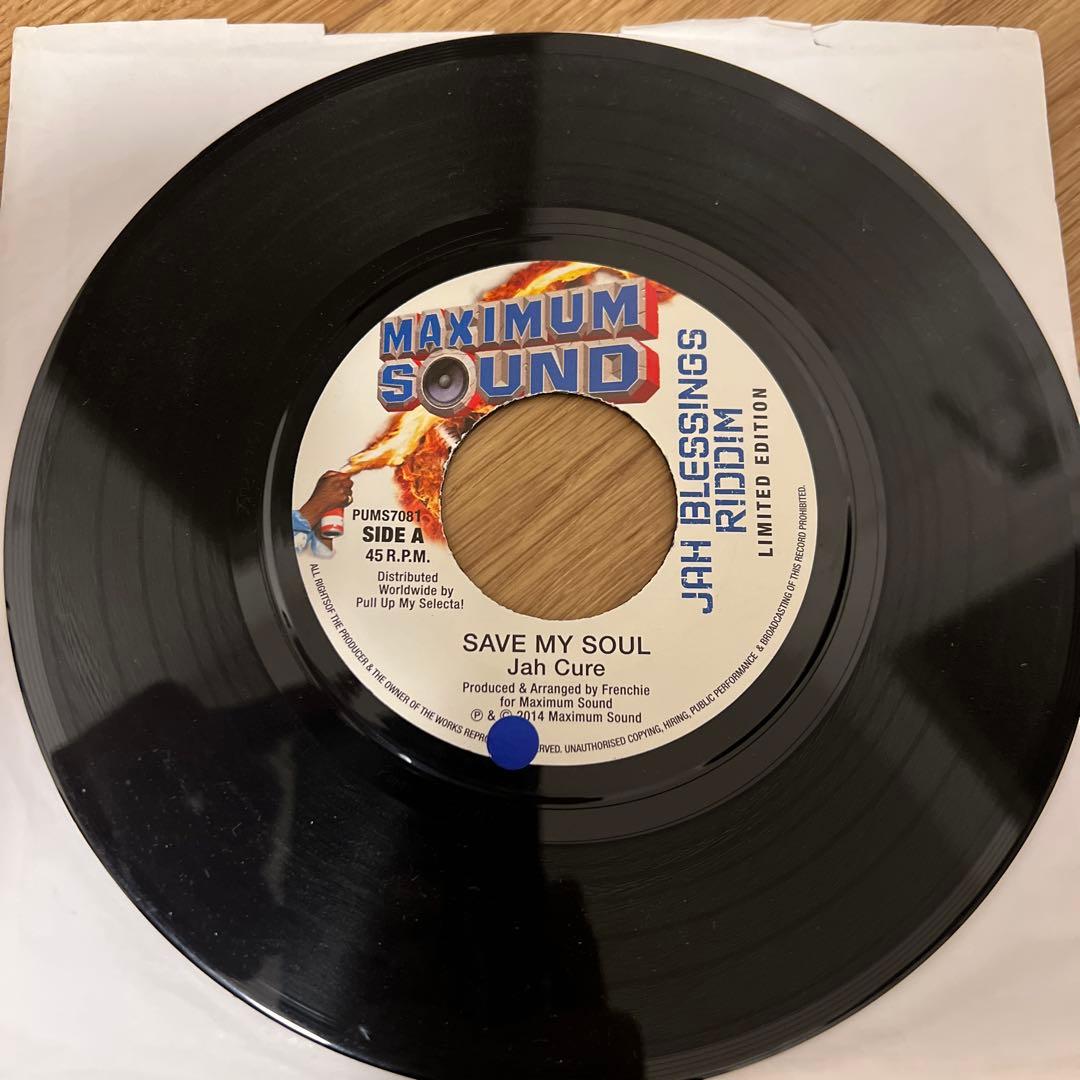 MAXIMUM
SOUND
JAH BLESSINGS
RIDDIM
LIMITED EDITION
PUMS7081
SIDE A
45 R.P.M.
Distributed
Worldwide by
Pull Up My Selecta!
SAVE MY SOUL
Jah Cure
Produced & Arranged by Frenchie
for Maximum Sound
℗ & © 2014 Maximum Sound
ALL RIGHTSOF THE PRODUCER & THE OWNER OF THE WORKS REPRO RVED. UNAUTHORISED COPYING, HIRING, PUBLIC PERFORMANCE & BROADCASTING OF THIS RECORD PROHIBITED.